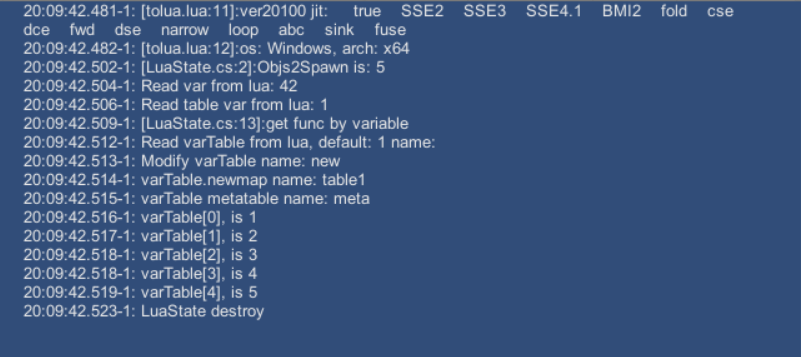 20:09:42.481-1: [tolua.lua:11]:ver20100 jit: true SSE2 SSE3 SSE4.1 BMI2 fold cse
dce fwd dse narrow loop abc sink fuse
20:09:42.482-1: [tolua.lua:12]:os: Windows, arch: x64
20:09:42.502-1: [LuaState.cs:2]:Objs2Spawn is: 5
20:09:42.504-1: Read var from lua: 42
20:09:42.506-1: Read table var from lua: 1
20:09:42.509-1: [LuaState.cs:13]:get func by variable
20:09:42.512-1: Read varTable from lua, default: 1 name:
20:09:42.513-1: Modify varTable name: new
20:09:42.514-1: varTable.newmap name: table1
20:09:42.515-1: varTable metatable name: meta
20:09:42.516-1: varTable[0], is 1
20:09:42.517-1: varTable[1], is 2
20:09:42.518-1: varTable[2], is 3
20:09:42.518-1: varTable[3], is 4
20:09:42.519-1: varTable[4], is 5
20:09:42.523-1: LuaState destroy